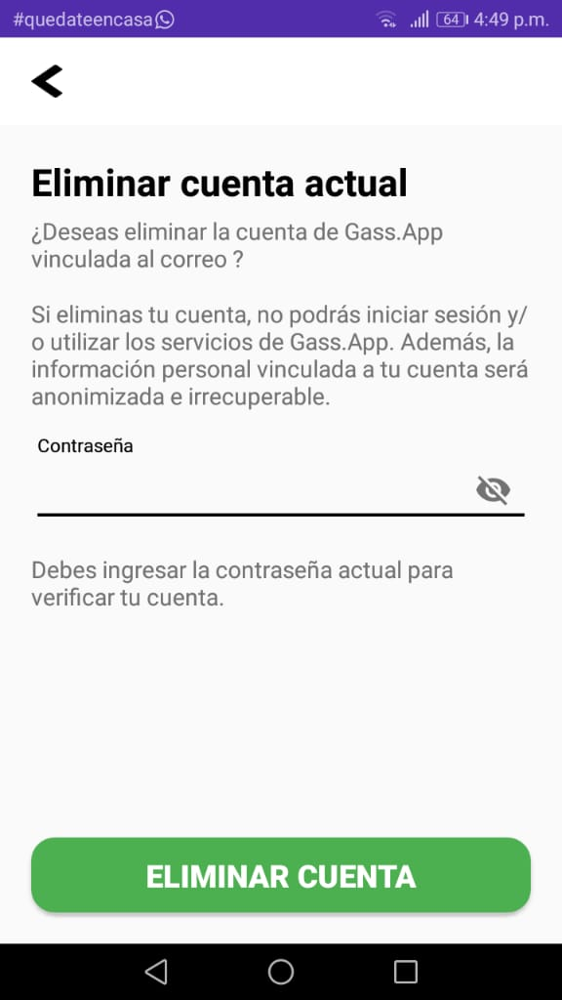 #quedateencasa
64 4:49 p.m.
Eliminar cuenta actual
¿Deseas eliminar la cuenta de Gass.App
vinculada al correo ?
Si eliminas tu cuenta, no podrás iniciar sesión y/
o utilizar los servicios de Gass.App. Además, la
información personal vinculada a tu cuenta será
anonimizada e irrecuperable.
Contraseña
Debes ingresar la contraseña actual para
verificar tu cuenta.
ELIMINAR CUENTA